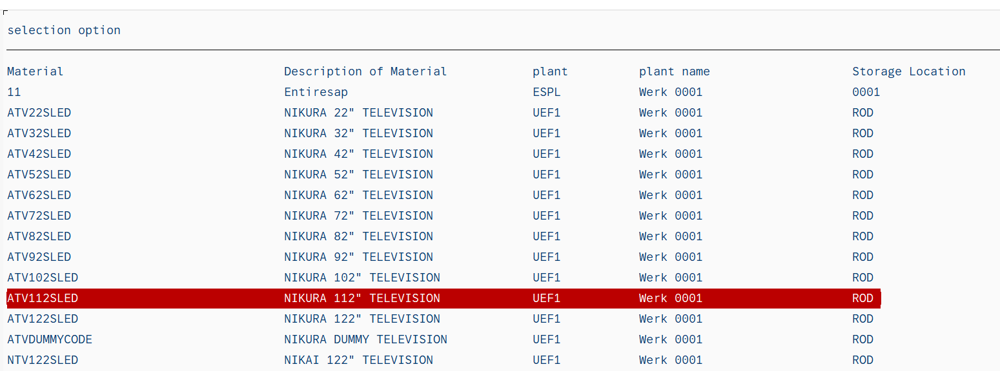 selection option
Material Description of Material plant plant name Storage Location
11 Entiresap ESPL Werk 0001 0001
ATV22SLED NIKURA 22" TELEVISION UEF1 Werk 0001 ROD
ATV32SLED NIKURA 32" TELEVISION UEF1 Werk 0001 ROD
ATV42SLED NIKURA 42" TELEVISION UEF1 Werk 0001 ROD
ATV52SLED NIKURA 52" TELEVISION UEF1 Werk 0001 ROD
ATV62SLED NIKURA 62" TELEVISION UEF1 Werk 0001 ROD
ATV72SLED NIKURA 72" TELEVISION UEF1 Werk 0001 ROD
ATV82SLED NIKURA 82" TELEVISION UEF1 Werk 0001 ROD
ATV92SLED NIKURA 92" TELEVISION UEF1 Werk 0001 ROD
ATV102SLED NIKURA 102" TELEVISION UEF1 Werk 0001 ROD
ATV112SLED NIKURA 112" TELEVISION UEF1 Werk 0001 ROD
ATV122SLED NIKURA 122" TELEVISION UEF1 Werk 0001 ROD
ATVDUMMYCODE NIKURA DUMMY TELEVISION UEF1 Werk 0001 ROD
NTV122SLED NIKAI 122" TELEVISION UEF1 Werk 0001 ROD